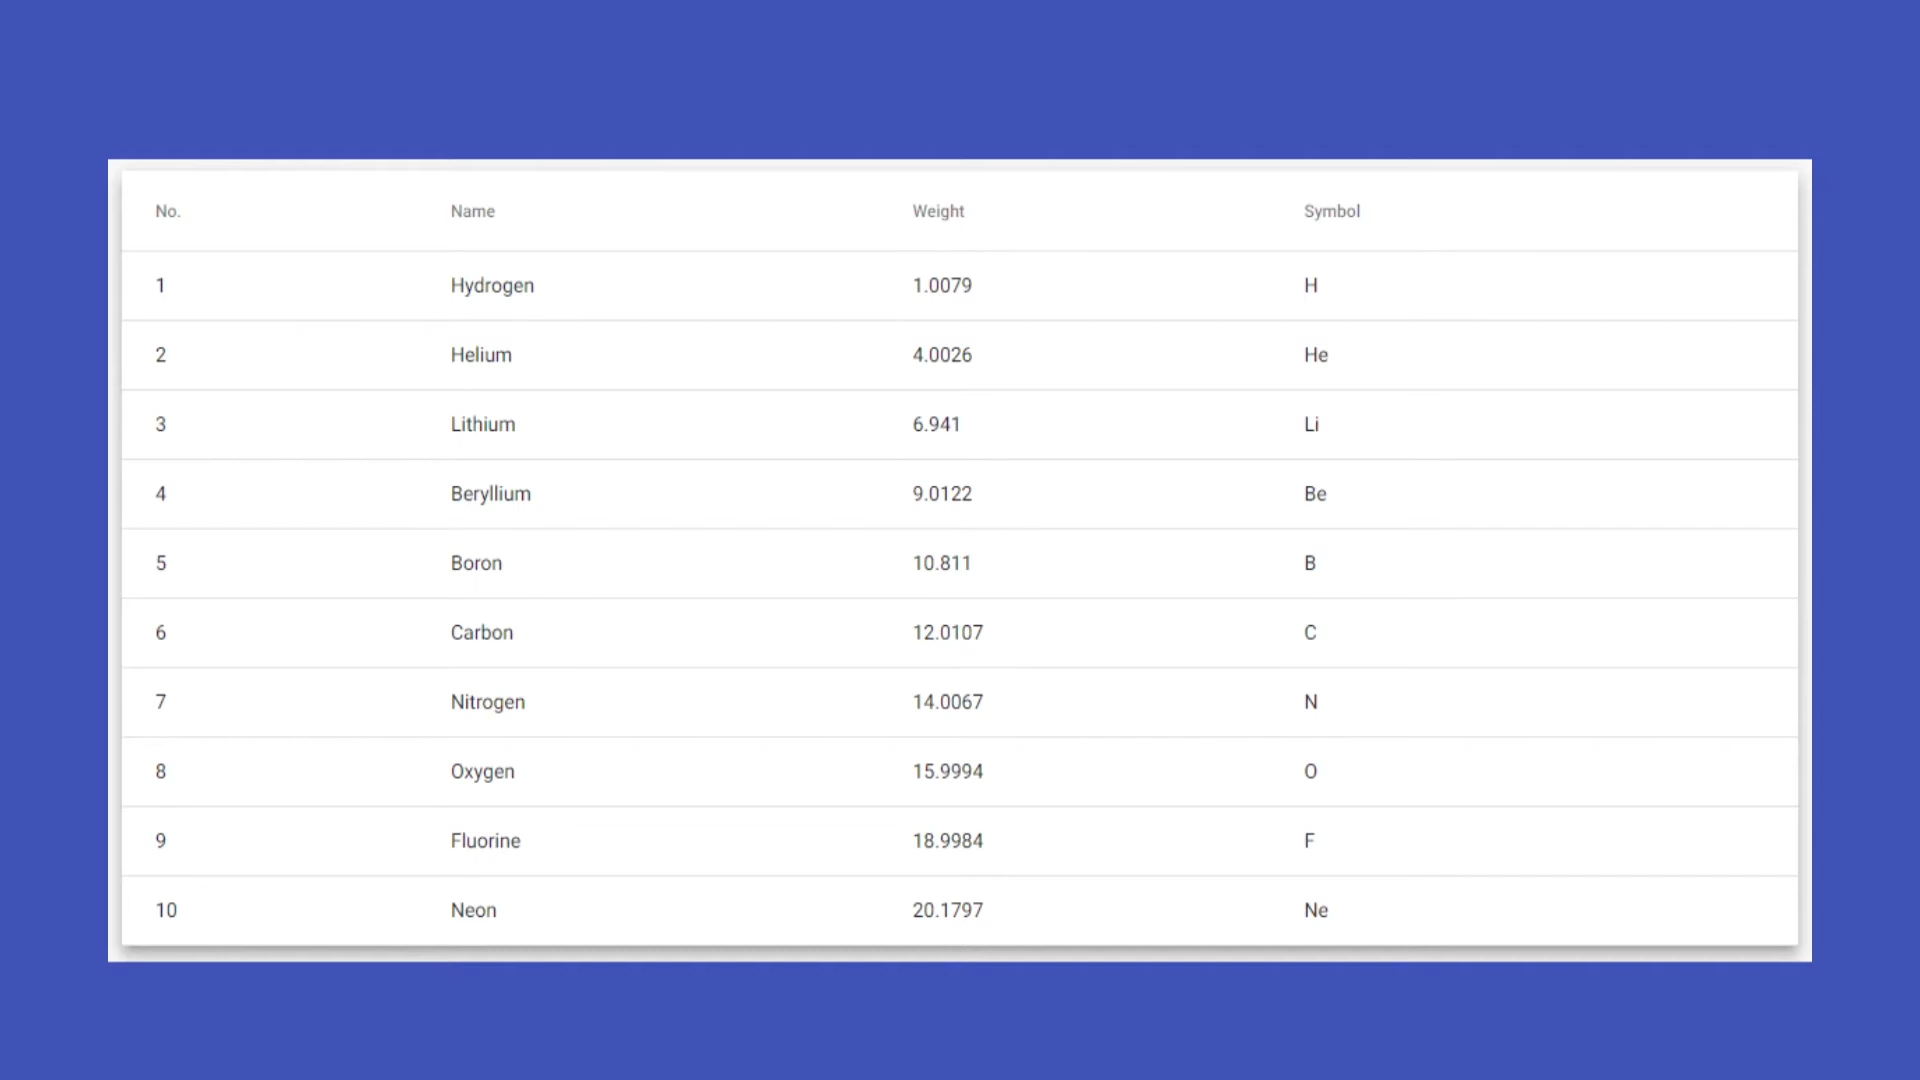 No. Name Weight Symbol
1 Hydrogen 1.0079 H
2 Helium 4.0026 He
3 Lithium 6.941 Li
4 Beryllium 9.0122 Be
5 Boron 10.811 B
6 Carbon 12.0107 C
7 Nitrogen 14.0067 N
8 Oxygen 15.9994 O
9 Fluorine 18.9984 F
10 Neon 20.1797 Ne